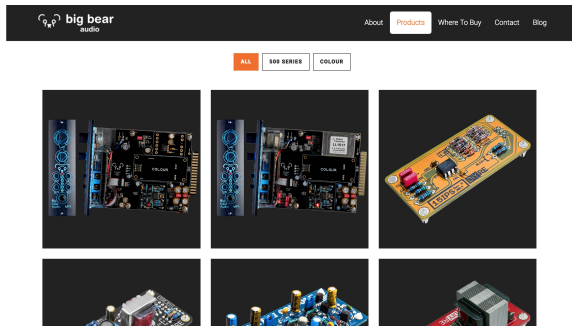 big bear
audio
About
Products
Where To Buy
Contact
Blog
ALL
500 SERIES
COLOUR
COLOUR
COLOUR